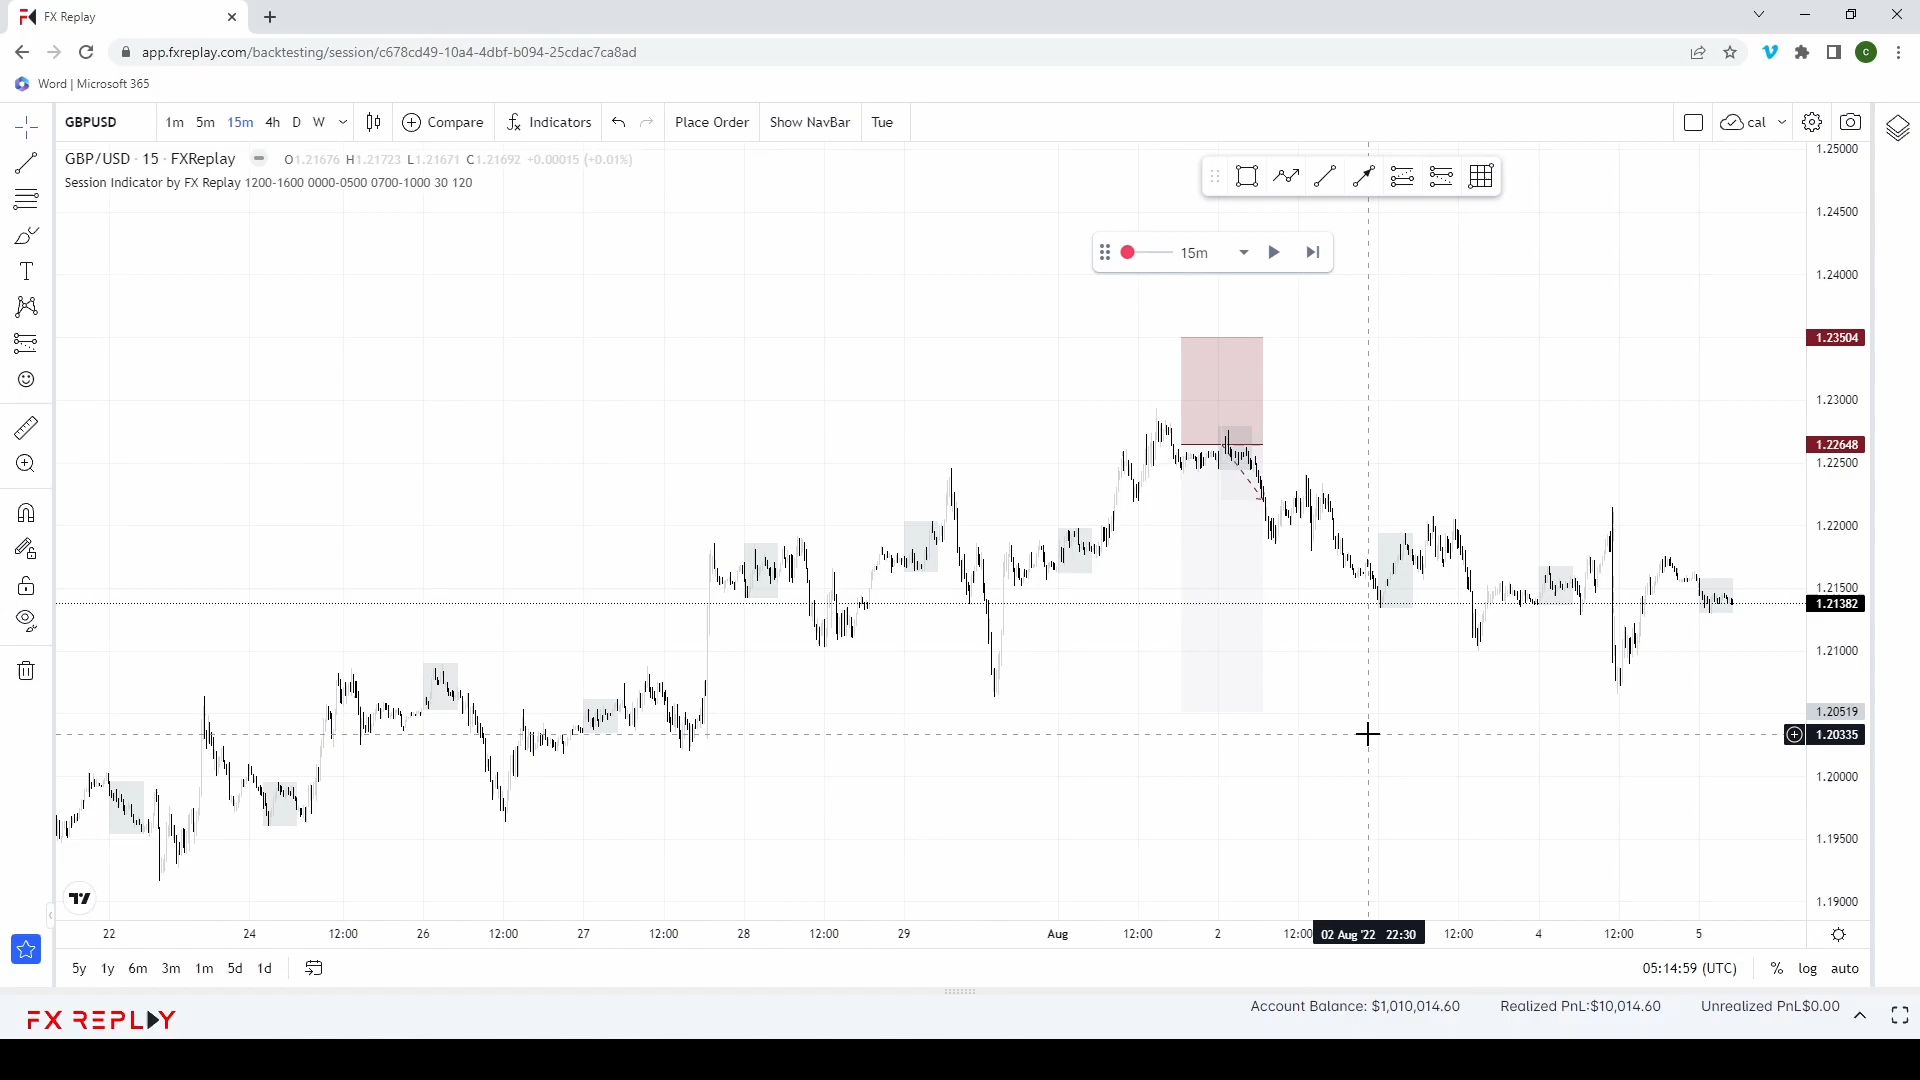 FX Replay
app.fxreplay.com/backtesting/session/c678cd49-10a4-4dbf-b094-25cdac7ca8ad
C
Word | Microsoft 365
GBPUSD 1m 5m 15m 4h D W Compare Indicators Place Order Show NavBar Tue cal
GBP/USD · 15 · FXReplay O1.21676 H1.21723 L1.21671 C1.21692 +0.00015 (+0.01%)
Session Indicator by FX Replay 1200-1600 0000-0500 0700-1000 30 120
15m
1.25000
1.24500
1.24000
1.23504
1.23000
1.22648
1.22500
1.22000
1.21500
1.21382
1.21000
1.20519
1.20335
1.20000
1.19500
1.19000
22 24 12:00 26 12:00 27 12:00 28 12:00 29 Aug 12:00 2 12:00 02 Aug '22 22:30 12:00 4 12:00 5
5y 1y 6m 3m 1m 5d 1d 05:14:59 (UTC) % log auto
FX REPLAY Account Balance: $1,010,014.60 Realized PnL:$10,014.60 Unrealized PnL$0.00